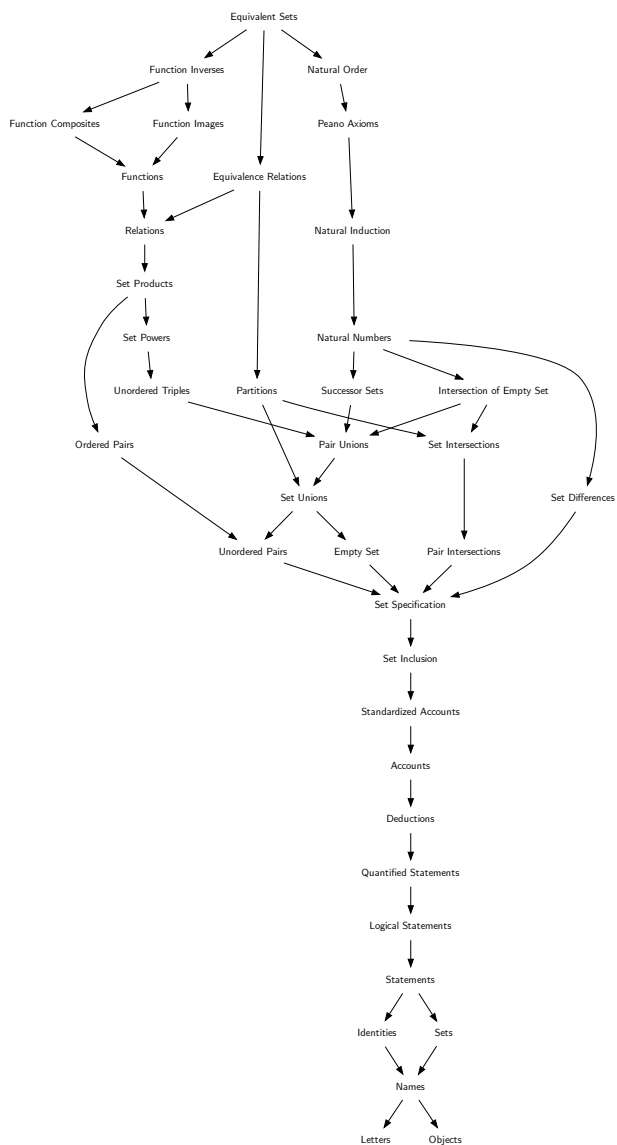 Equivalent Sets
Function Inverses
Natural Order
Function Composites
Function Images
Peano Axioms
Functions
Equivalence Relations
Relations
Natural Induction
Set Products
Set Powers
Natural Numbers
Unordered Triples
Partitions
Successor Sets
Intersection of Empty Set
Ordered Pairs
Pair Unions
Set Intersections
Set Unions
Set Differences
Unordered Pairs
Empty Set
Pair Intersections
Set Specification
Set Inclusion
Standardized Accounts
Accounts
Deductions
Quantified Statements
Logical Statements
Statements
Identities
Sets
Names
Letters
Objects